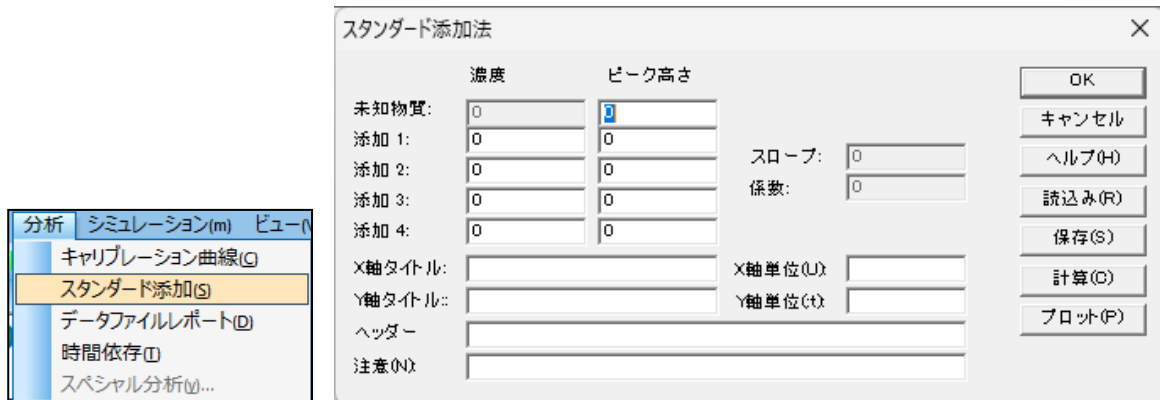 スタンダード添加法
濃度 ピーク高さ
未知物質: 0 0 OK
添加 1: 0 0 キャンセル
添加 2: 0 0 スロープ: 0 ヘルプ(H)
添加 3: 0 0 係数: 0 読込み(R)
添加 4: 0 0 保存(S)
X軸タイトル: X軸単位(U): 計算(C)
Y軸タイトル:: Y軸単位(t): プロット(P)
ヘッダー
注意(N):
分析 シミュレーション(m) ビュー(V
キャリブレーション曲線(C)
スタンダード添加(S)
データファイルレポート(D)
時間依存(T)
スペシャル分析(v)...